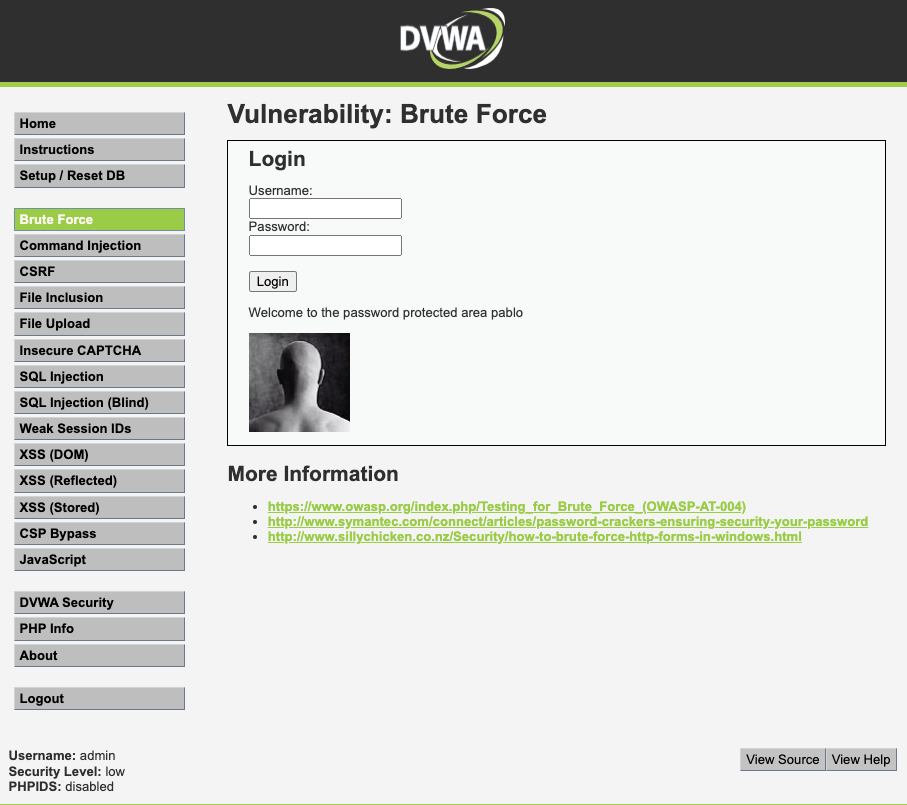 DVWA
Home
Instructions
Setup / Reset DB
Brute Force
Command Injection
CSRF
File Inclusion
File Upload
Insecure CAPTCHA
SQL Injection
SQL Injection (Blind)
Weak Session IDs
XSS (DOM)
XSS (Reflected)
XSS (Stored)
CSP Bypass
JavaScript
DVWA Security
PHP Info
About
Logout
Vulnerability: Brute Force
Login
Username:
Password:
Login
Welcome to the password protected area pablo
More Information
https://www.owasp.org/index.php/Testing_for_Brute_Force_(OWASP-AT-004)
http://www.symantec.com/connect/articles/password-crackers-ensuring-security-your-password
http://www.sillychicken.co.nz/Security/how-to-brute-force-http-forms-in-windows.html
Username: admin
Security Level: low
PHPIDS: disabled
View Source View Help